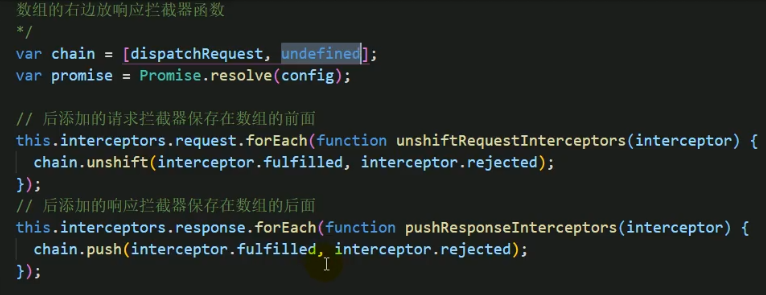 数组的右边放响应拦截器函数
*/
var chain = [dispatchRequest, undefined];
var promise = Promise.resolve(config);
// 后添加的请求拦截器保存在数组的前面
this.interceptors.request.forEach(function unshiftRequestInterceptors(interceptor) {
chain.unshift(interceptor.fulfilled, interceptor.rejected);
});
// 后添加的响应拦截器保存在数组的后面
this.interceptors.response.forEach(function pushResponseInterceptors(interceptor) {
chain.push(interceptor.fulfilled, interceptor.rejected);
});